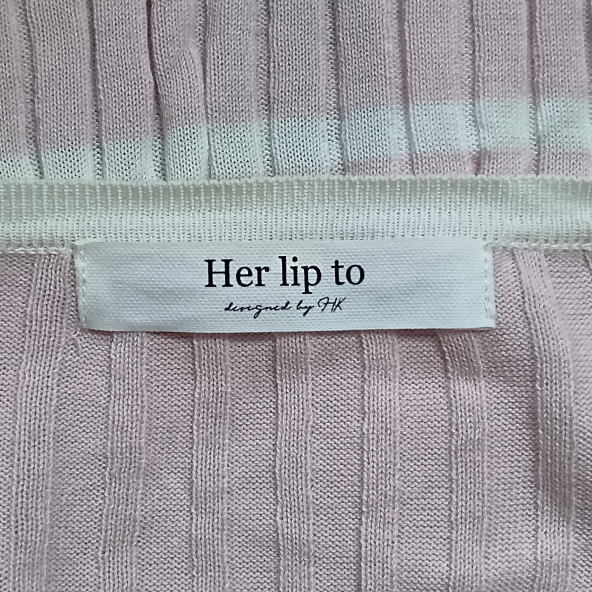 Her lip to
designed by HK